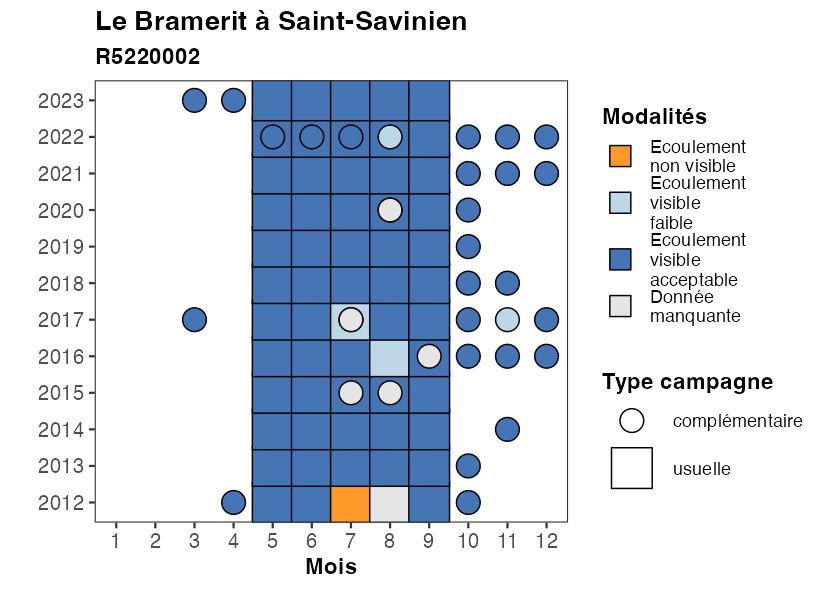 Le Bramerit à Saint-Savinien
R5220002
2023
2022
2021
2020
2019
2018
2017
2016
2015
2014
2013
2012
1 2 3 4 5 6 7 8 9 10 11 12
Mois
Modalités
Ecoulement
non visible
Ecoulement
visible
faible
Ecoulement
visible
acceptable
Donnée
manquante
Type campagne
complémentaire
usuelle